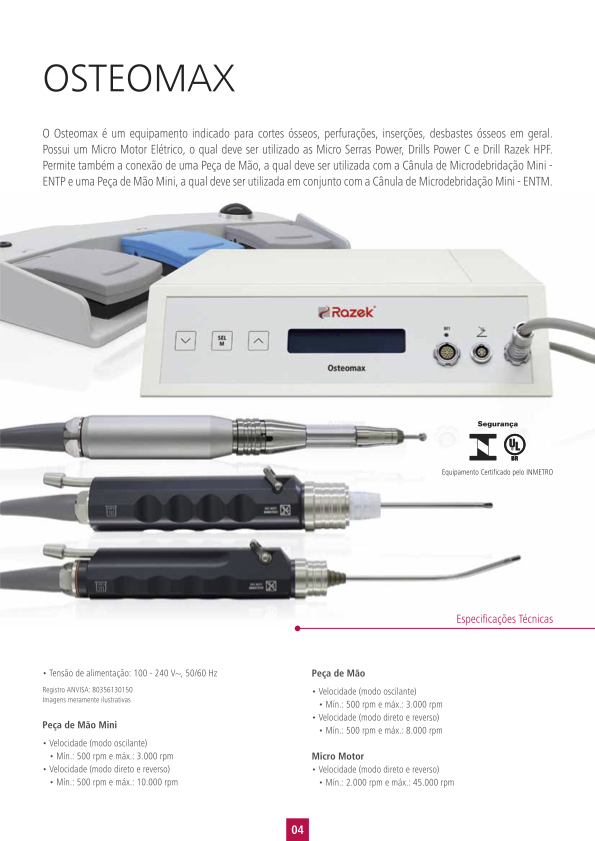 OSTEOMAX
O Osteomax é um equipamento indicado para cortes ósseos, perfurações, inserções, desbastes ósseos em geral.
Possui um Micro Motor Elétrico, o qual deve ser utilizado as Micro Serras Power, Drills Power C e Drill Razek HPF.
Permite também a conexão de uma Peça de Mão, a qual deve ser utilizada com a Cânula de Microdebridação Mini -
ENTP e uma Peça de Mão Mini, a qual deve ser utilizada em conjunto com a Cânula de Microdebridação Mini - ENTM.
Razek
SEL
M
M1
Osteomax
Segurança
UL
BR
Equipamento Certificado pelo INMETRO
Especificações Técnicas
• Tensão de alimentação: 100 - 240 V~, 50/60 Hz
Registro ANVISA: 80356130150
Imagens meramente ilustrativas
Peça de Mão Mini
• Velocidade (modo oscilante)
• Mín.: 500 rpm e máx.: 3.000 rpm
• Velocidade (modo direto e reverso)
• Mín.: 500 rpm e máx.: 10.000 rpm
Peça de Mão
• Velocidade (modo oscilante)
• Mín.: 500 rpm e máx.: 3.000 rpm
• Velocidade (modo direto e reverso)
• Mín.: 500 rpm e máx.: 8.000 rpm
Micro Motor
• Velocidade (modo direto e reverso)
• Mín.: 2.000 rpm e máx.: 45.000 rpm
04